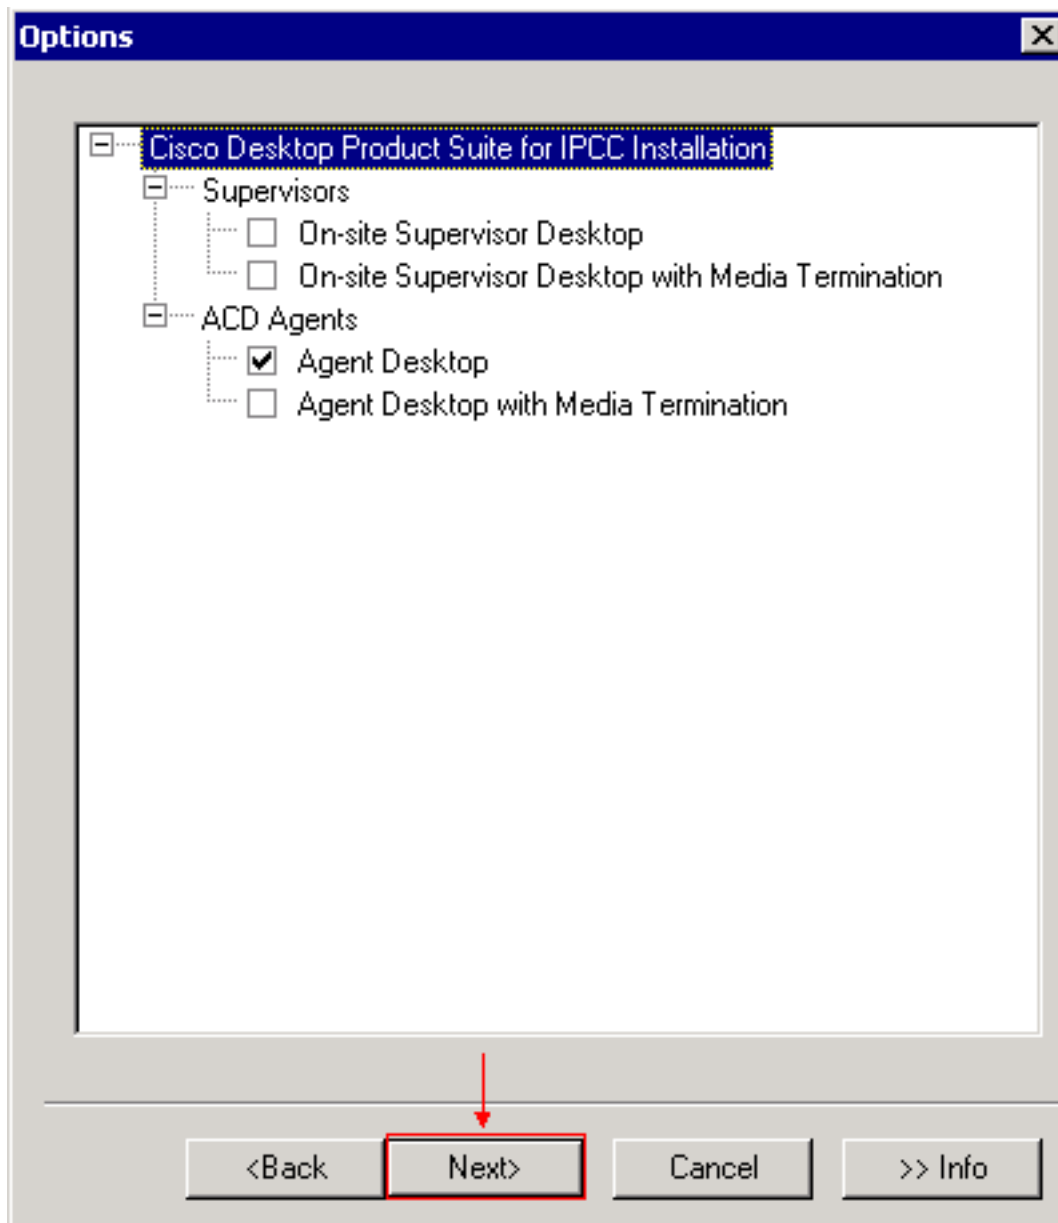 Options
Cisco Desktop Product Suite for IPCC Installation
Supervisors
On-site Supervisor Desktop
On-site Supervisor Desktop with Media Termination
ACD Agents
Agent Desktop
Agent Desktop with Media Termination
<Back
Next>
Cancel
>> Info